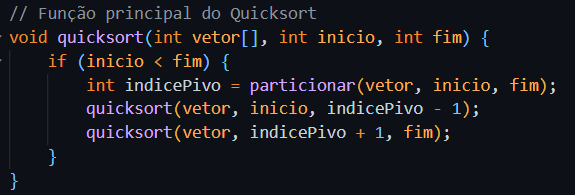 // Função principal do Quicksort
void quicksort(int vetor[], int inicio, int fim) {
    if (inicio < fim) {
        int indicePivo = particionar(vetor, inicio, fim);
        quicksort(vetor, inicio, indicePivo - 1);
        quicksort(vetor, indicePivo + 1, fim);
    }
}